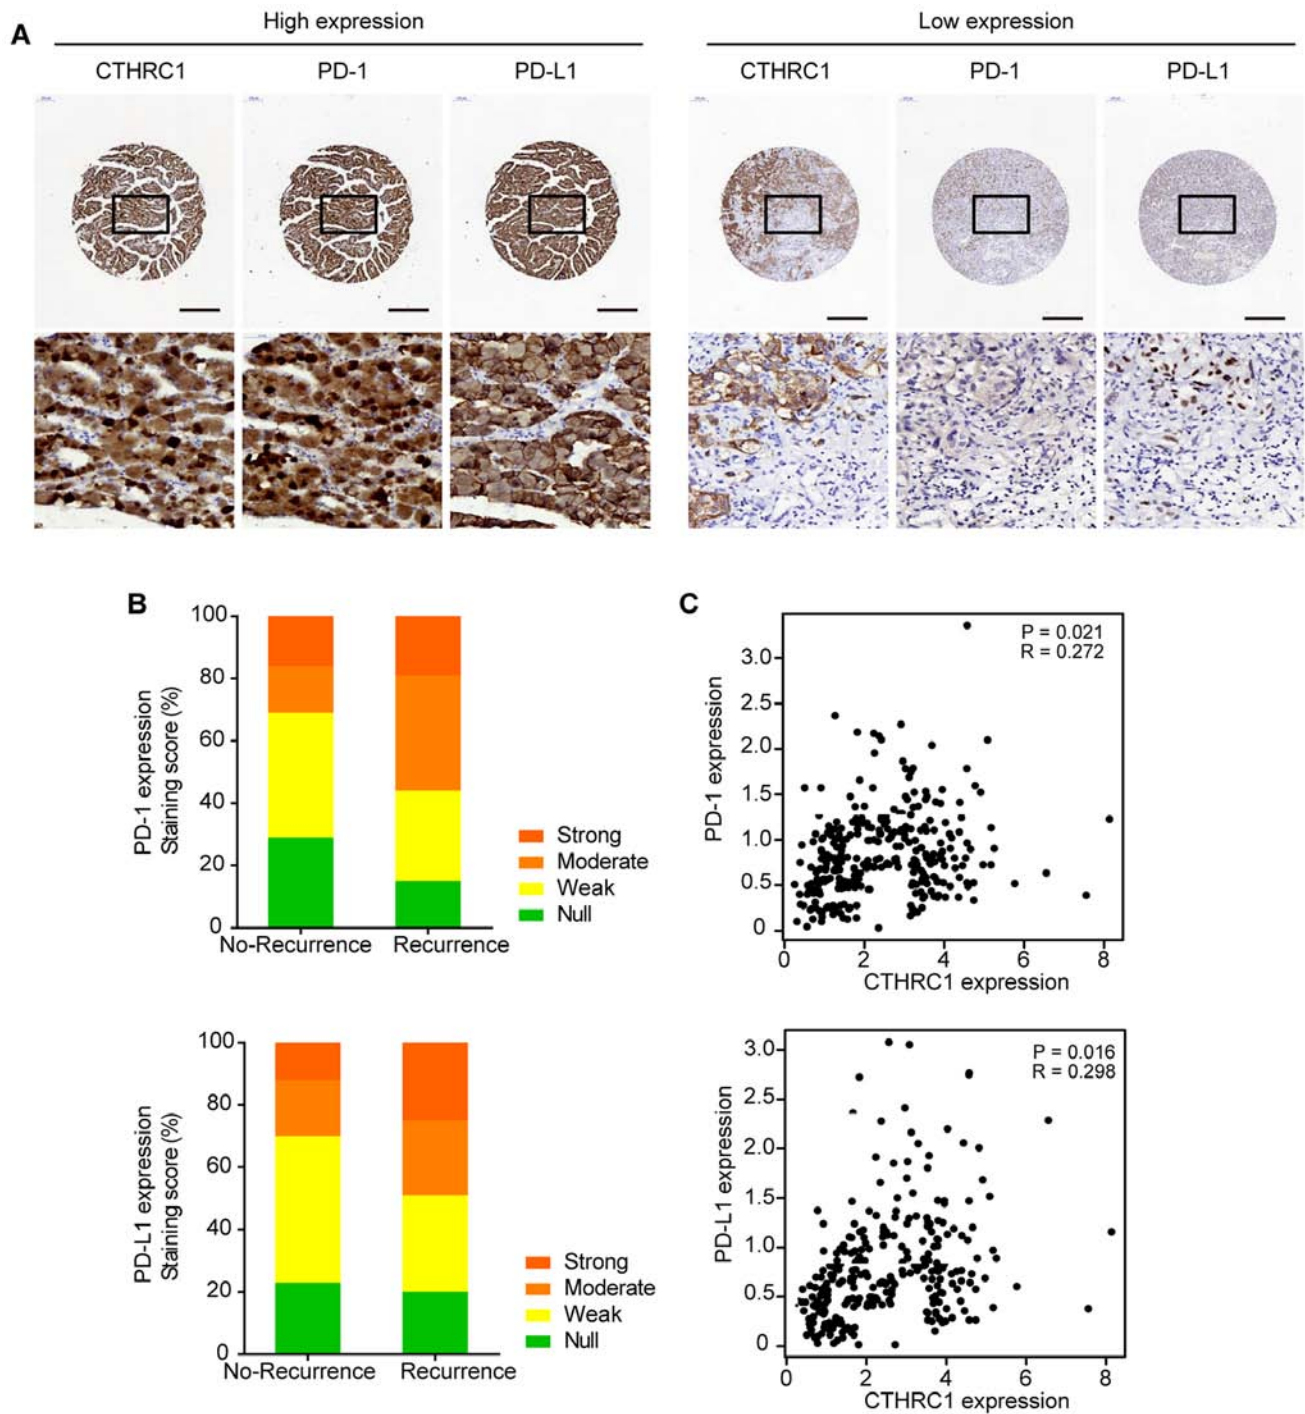 A
High expression
Low expression
CTHRC1
PD-1
PD-L1
CTHRC1
PD-1
PD-L1
B
PD-1 expression
Staining score (%)
100
80
60
40
20
0
No-Recurrence
Recurrence
Strong
Moderate
Weak
Null
PD-L1 expression
Staining score (%)
100
80
60
40
20
0
No-Recurrence
Recurrence
Strong
Moderate
Weak
Null
C
P = 0.021
R = 0.272
PD-1 expression
3.0
2.5
2.0
1.5
1.0
0.5
0
0
2
4
6
8
CTHRC1 expression
P = 0.016
R = 0.298
PD-L1 expression
3.0
2.5
2.0
1.5
1.0
0.5
0
0
2
4
6
8
CTHRC1 expression